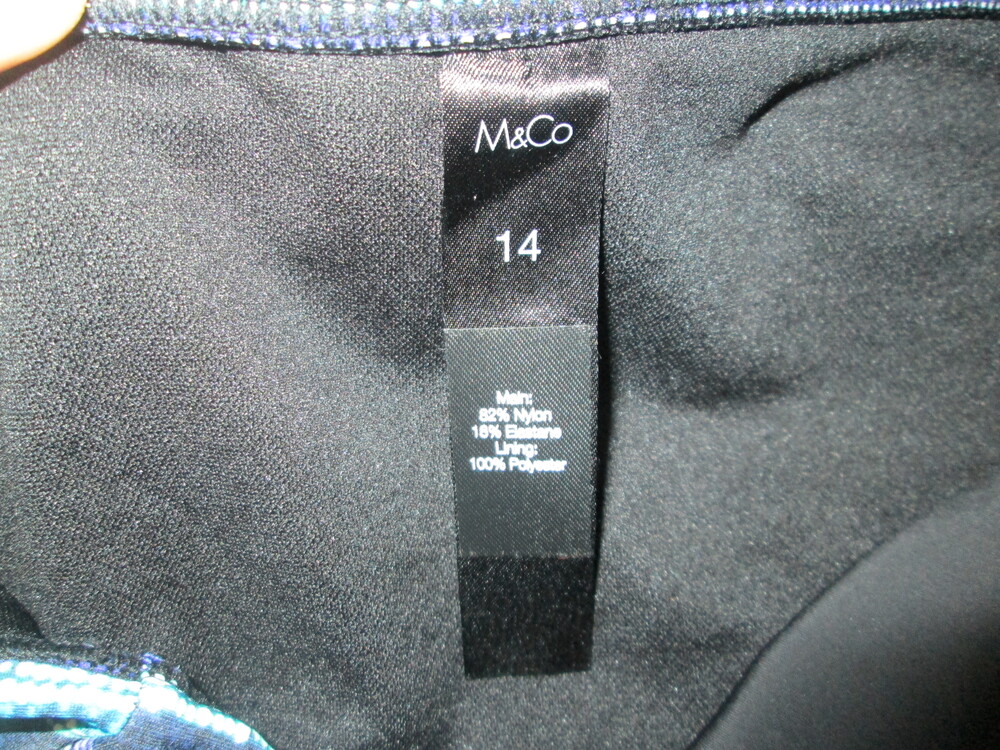 M&Co
14
Main:
82% Nylon
18% Elastane
Lining:
100% Polyester